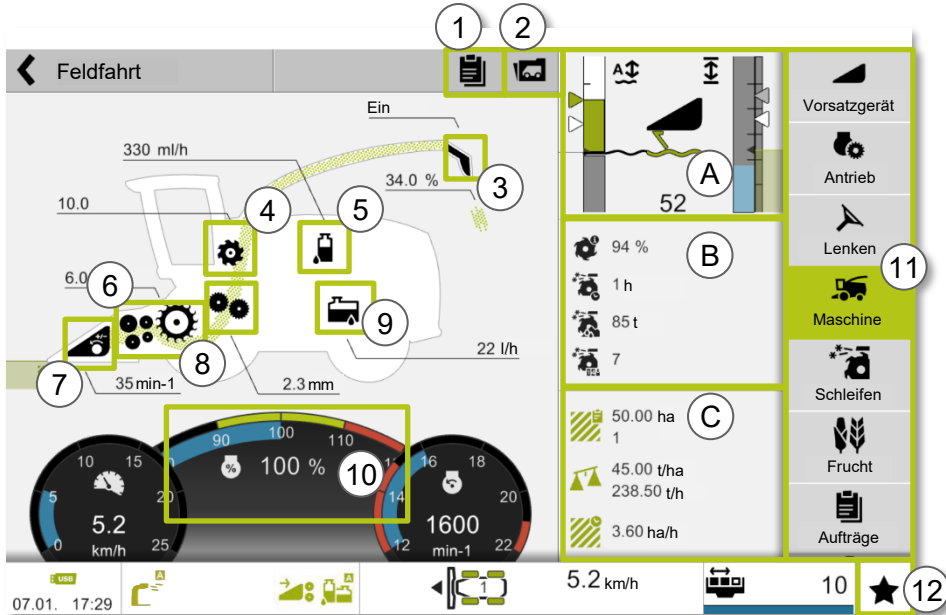 1
2
Feldfahrt
Ein
A
330 ml/h
34.0 %
3
52
A
Vorsatzgerät
Antrieb
10.0
4
5
Lenken
11
6.0
6
94 %
B
1 h
85 t
7
Maschine
9
22 l/h
7
8
35 min-1
2.3 mm
Schleifen
50.00 ha
1
C
45.00 t/ha
238.50 t/h
3.60 ha/h
Frucht
Aufträge
90
100
110
%
100 %
10
0
5
10
15
20
25
5.2
km/h
12
14
16
18
20
22
1600
min-1
USB
07.01. 17:29
A
A
1
5.2 km/h
10
12